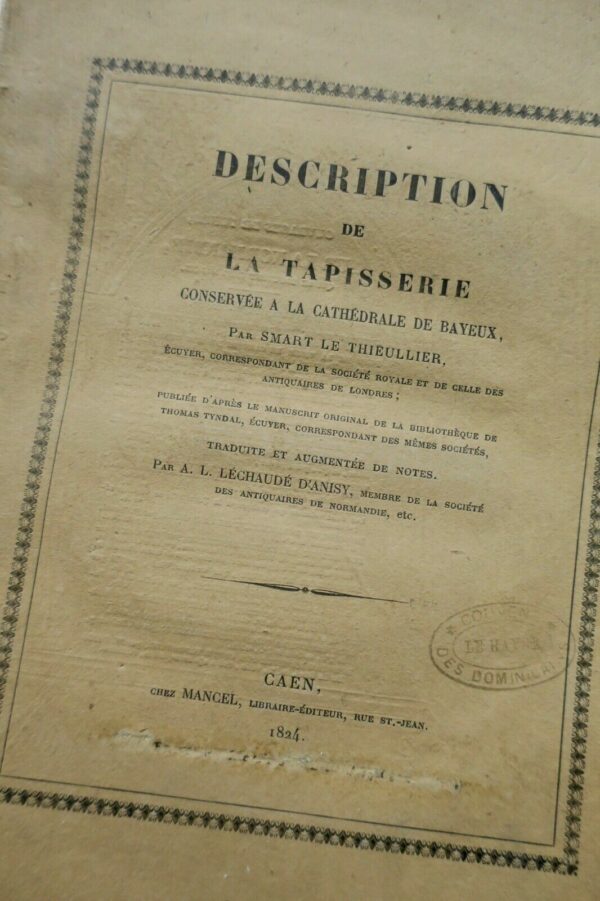 DESCRIPTION
DE
LA TAPISSERIE
CONSERVÉE A LA CATHÉDRALE DE BAYEUX,
PAR SMART LE THIEULLIER,
ÉCUYER, CORRESPONDANT DE LA SOCIÉTÉ ROYALE ET DE CELLE DES
ANTIQUAIRES DE LONDRES;
PUBLIÉE D'APRÈS LE MANUSCRIT ORIGINAL DE LA BIBLIOTHÈQUE DE
THOMAS TYNDAL, ÉCUYER, CORRESPONDANT DES MÊMES SOCIÉTÉS,
TRADUITE ET AUGMENTÉE DE NOTES.
PAR A. L. LÉCHAUDÉ D'ANISY, MEMBRE DE LA SOCIÉTÉ
DES ANTIQUAIRES DE NORMANDIE, etc.
LE
DES
CAEN,
CHEZ MANCEL, LIBRAIRE-ÉDITEUR, RUE ST.-JEAN.
1824.